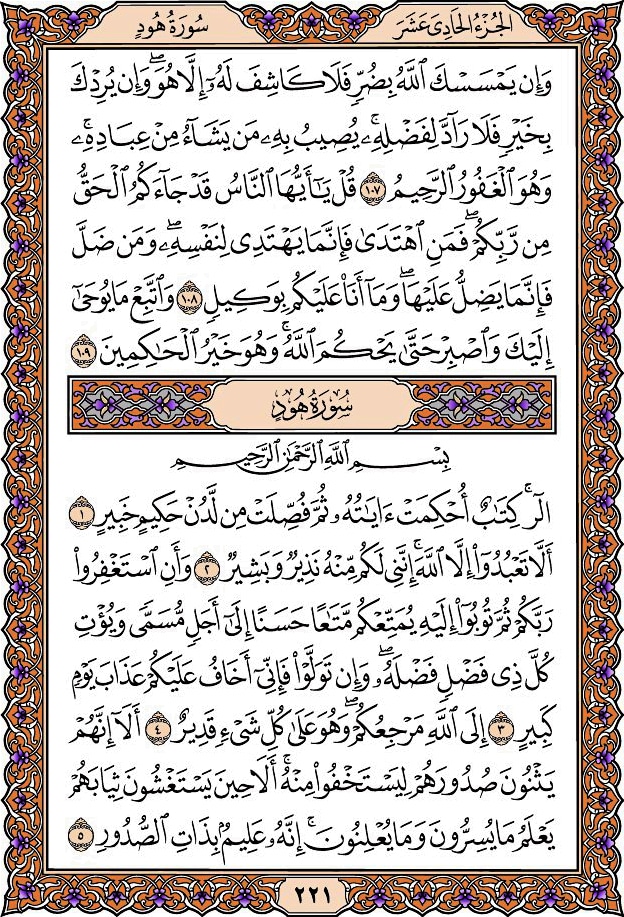 الجُزْءُ الحَادِى عَشَرَ
سُورَةُ هُودٍ
وَإِن يَمْسَسْكَ ٱللَّهُ بِضُرٍّ فَلَا كَاشِفَ لَهُۥٓ إِلَّا هُوَۖ وَإِن يُرِدْكَ
بِخَيْرٍ فَلَا رَآدَّ لِفَضْلِهِۦۚ يُصِيبُ بِهِۦ مَن يَشَآءُ مِنْ عِبَادِهِۦۚ
وَهُوَ ٱلْغَفُورُ ٱلرَّحِيمُ ١٠٧ قُلْ يَٰٓأَيُّهَا ٱلنَّاسُ قَدْ جَآءَكُمُ ٱلْحَقُّ
مِن رَّبِّكُمْۖ فَمَنِ ٱهْتَدَىٰ فَإِنَّمَا يَهْتَدِى لِنَفْسِهِۦۖ وَمَن ضَلَّ
فَإِنَّمَا يَضِلُّ عَلَيْهَاۖ وَمَآ أَنَا۠ عَلَيْكُم بِوَكِيلٍ ١٠٨ وَٱتَّبِعْ مَا يُوحَىٰٓ
إِلَيْكَ وَٱصْبِرْ حَتَّىٰ يَحْكُمَ ٱللَّهُۚ وَهُوَ خَيْرُ ٱلْحَٰكِمِينَ ١٠٩
سُورَةُ هُودٍ
بِسْمِ ٱللَّهِ ٱلرَّحْمَٰنِ ٱلرَّحِيمِ
الٓرۚ كِتَٰبٌ أُحْكِمَتْ ءَايَٰتُهُۥ ثُمَّ فُصِّلَتْ مِن لَّدُنْ حَكِيمٍ خَبِيرٍ ١
أَلَّا تَعْبُدُوٓا۟ إِلَّا ٱللَّهَۚ إِنَّنِى لَكُم مِّنْهُ نَذِيرٌ وَبَشِيرٌ ٢ وَأَنِ ٱسْتَغْفِرُوا۟
رَبَّكُمْ ثُمَّ تُوبُوٓا۟ إِلَيْهِ يُمَتِّعْكُم مَّتَٰعًا حَسَنًا إِلَىٰٓ أَجَلٍ مُّسَمًّى وَيُؤْتِ
كُلَّ ذِى فَضْلٍ فَضْلَهُۥۖ وَإِن تَوَلَّوْا۟ فَإِنِّىٓ أَخَافُ عَلَيْكُمْ عَذَابَ يَوْمٍ
كَبِيرٍ ٣ إِلَى ٱللَّهِ مَرْجِعُكُمْۖ وَهُوَ عَلَىٰ كُلِّ شَىْءٍ قَدِيرٌ ٤ أَلَآ إِنَّهُمْ
يَثْنُونَ صُدُورَهُمْ لِيَسْتَخْفُوا۟ مِنْهُۚ أَلَا حِينَ يَسْتَغْشُونَ ثِيَابَهُمْ
يَعْلَمُ مَا يُسِرُّونَ وَمَا يُعْلِنُونَۚ إِنَّهُۥ عَلِيمٌۢ بِذَاتِ ٱلصُّدُورِ ٥
٢٢١